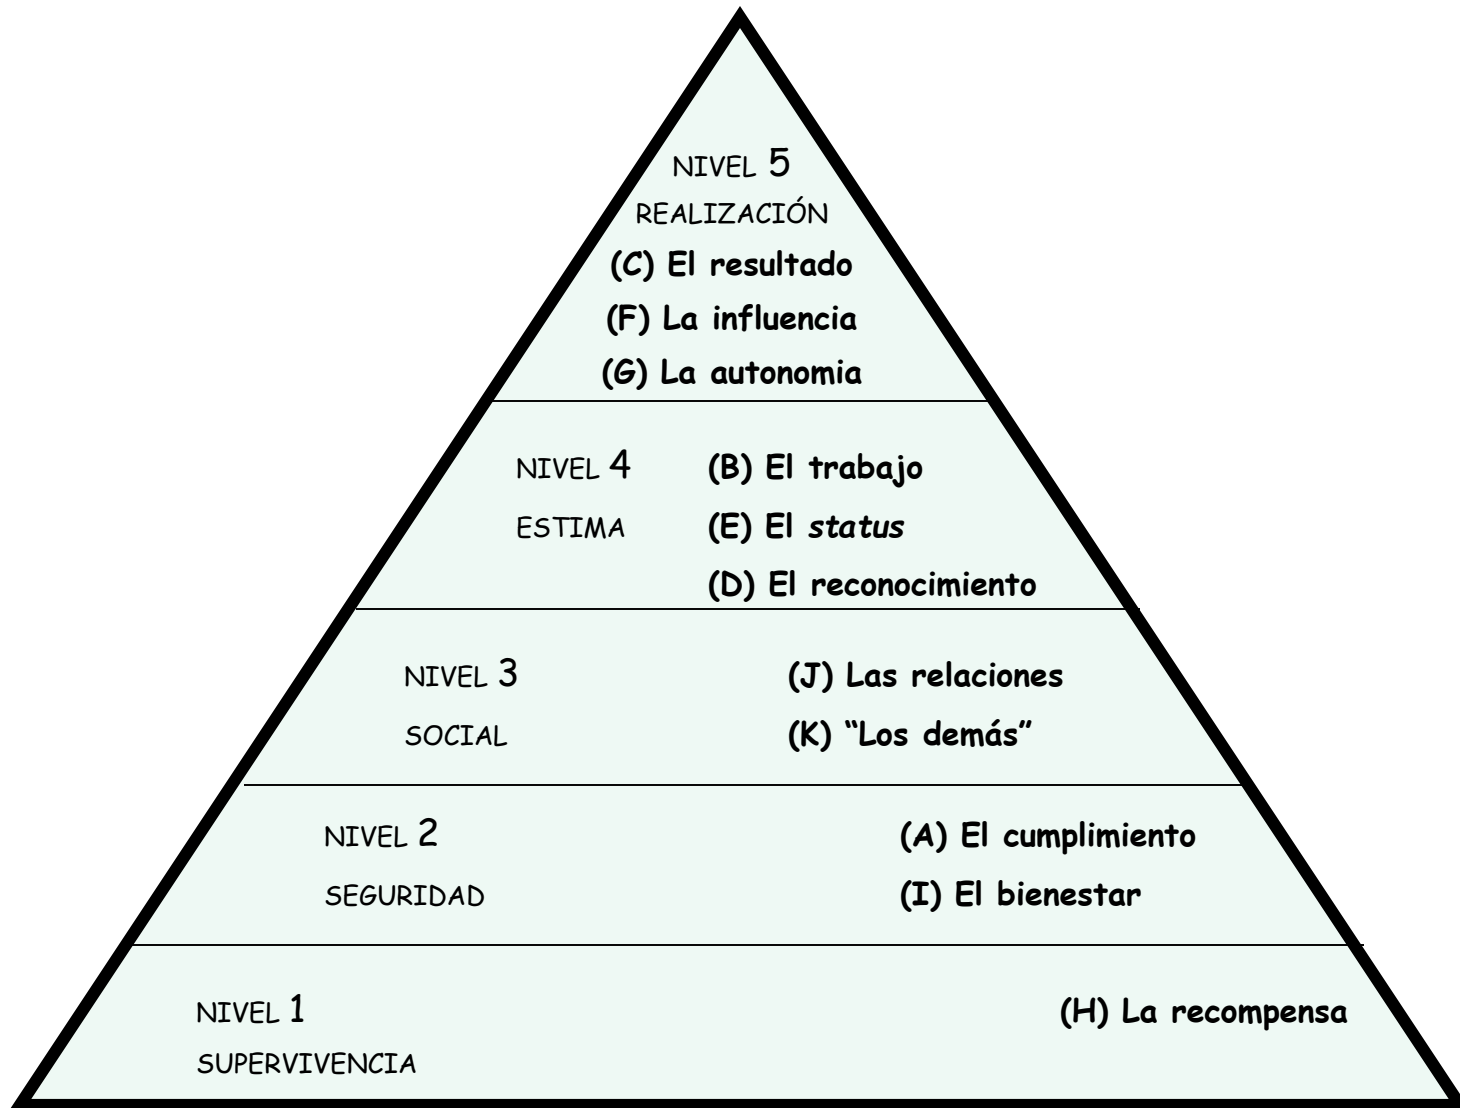 NIVEL 5
REALIZACIÓN
(C) El resultado
(F) La influencia
(G) La autonomia
NIVEL 4 (B) El trabajo
ESTIMA (E) El status
(D) El reconocimiento
NIVEL 3 (J) Las relaciones
SOCIAL (K) “Los demás”
NIVEL 2 (A) El cumplimiento
SEGURIDAD (I) El bienestar
NIVEL 1 (H) La recompensa
SUPERVIVENCIA